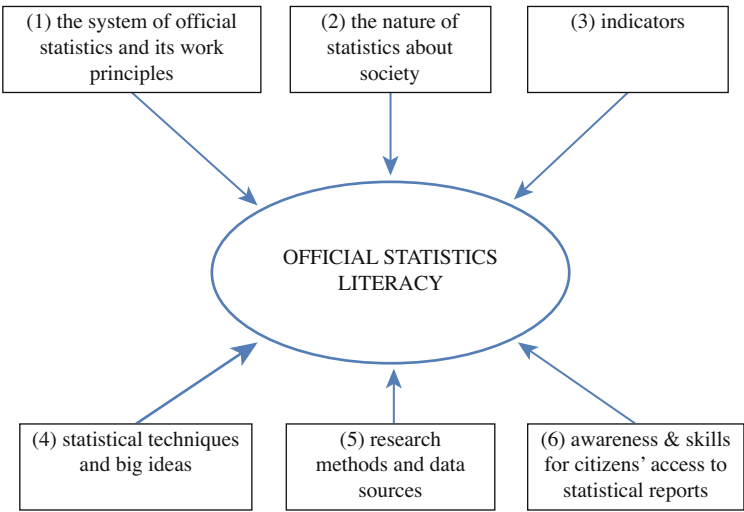 (1) the system of official
statistics and its work
principles
(2) the nature of
statistics about
society
(3) indicators
OFFICIAL STATISTICS
LITERACY
(4) statistical techniques
and big ideas
(5) research
methods and data
sources
(6) awareness & skills
for citizens’ access to
statistical reports